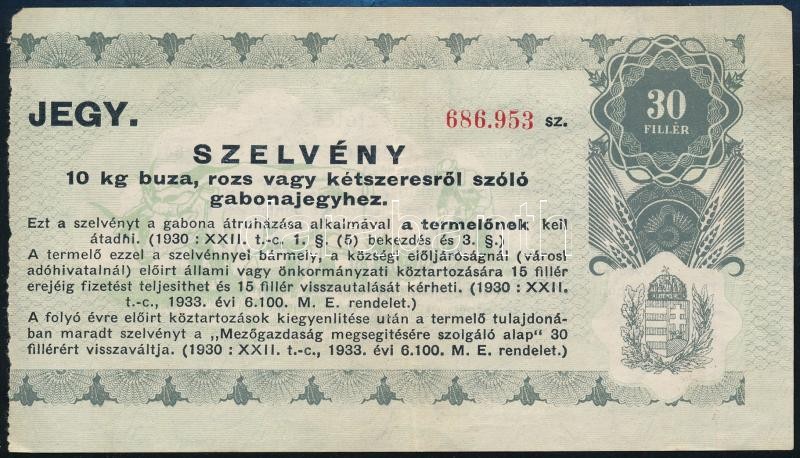 JEGY.
686.953 sz.
30
FILLÉR
SZELVÉNY
10 kg buza, rozs vagy kétszeresről szóló
gabonajegyhez.
Ezt a szelvényt a gabona átruházása alkalmával a termelőnek kell
átadni. (1930 : XXII. t.-c. 1. §. (5) bekezdés és 3. §.)
A termelő ezzel a szelvénnyel bármely, a községi előljáróságnál (városi
adóhivatalnál) előirt állami vagy önkormányzati köztartozására 15 fillér
erejéig fizetést teljesithet és 15 fillér visszautalását kérheti. (1930 : XXII.
t.-c., 1933. évi 6.100. M. E. rendelet.)
A folyó évre előirt köztartozások kiegyenlitése után a termelő tulajdoná-
ban maradt szelvényt a „Mezőgazdaság megsegitésére szolgáló alap" 30
fillérért visszaváltja. (1930 : XXII. t.-c., 1933. évi 6.100. M. E. rendelet.)
darabanth